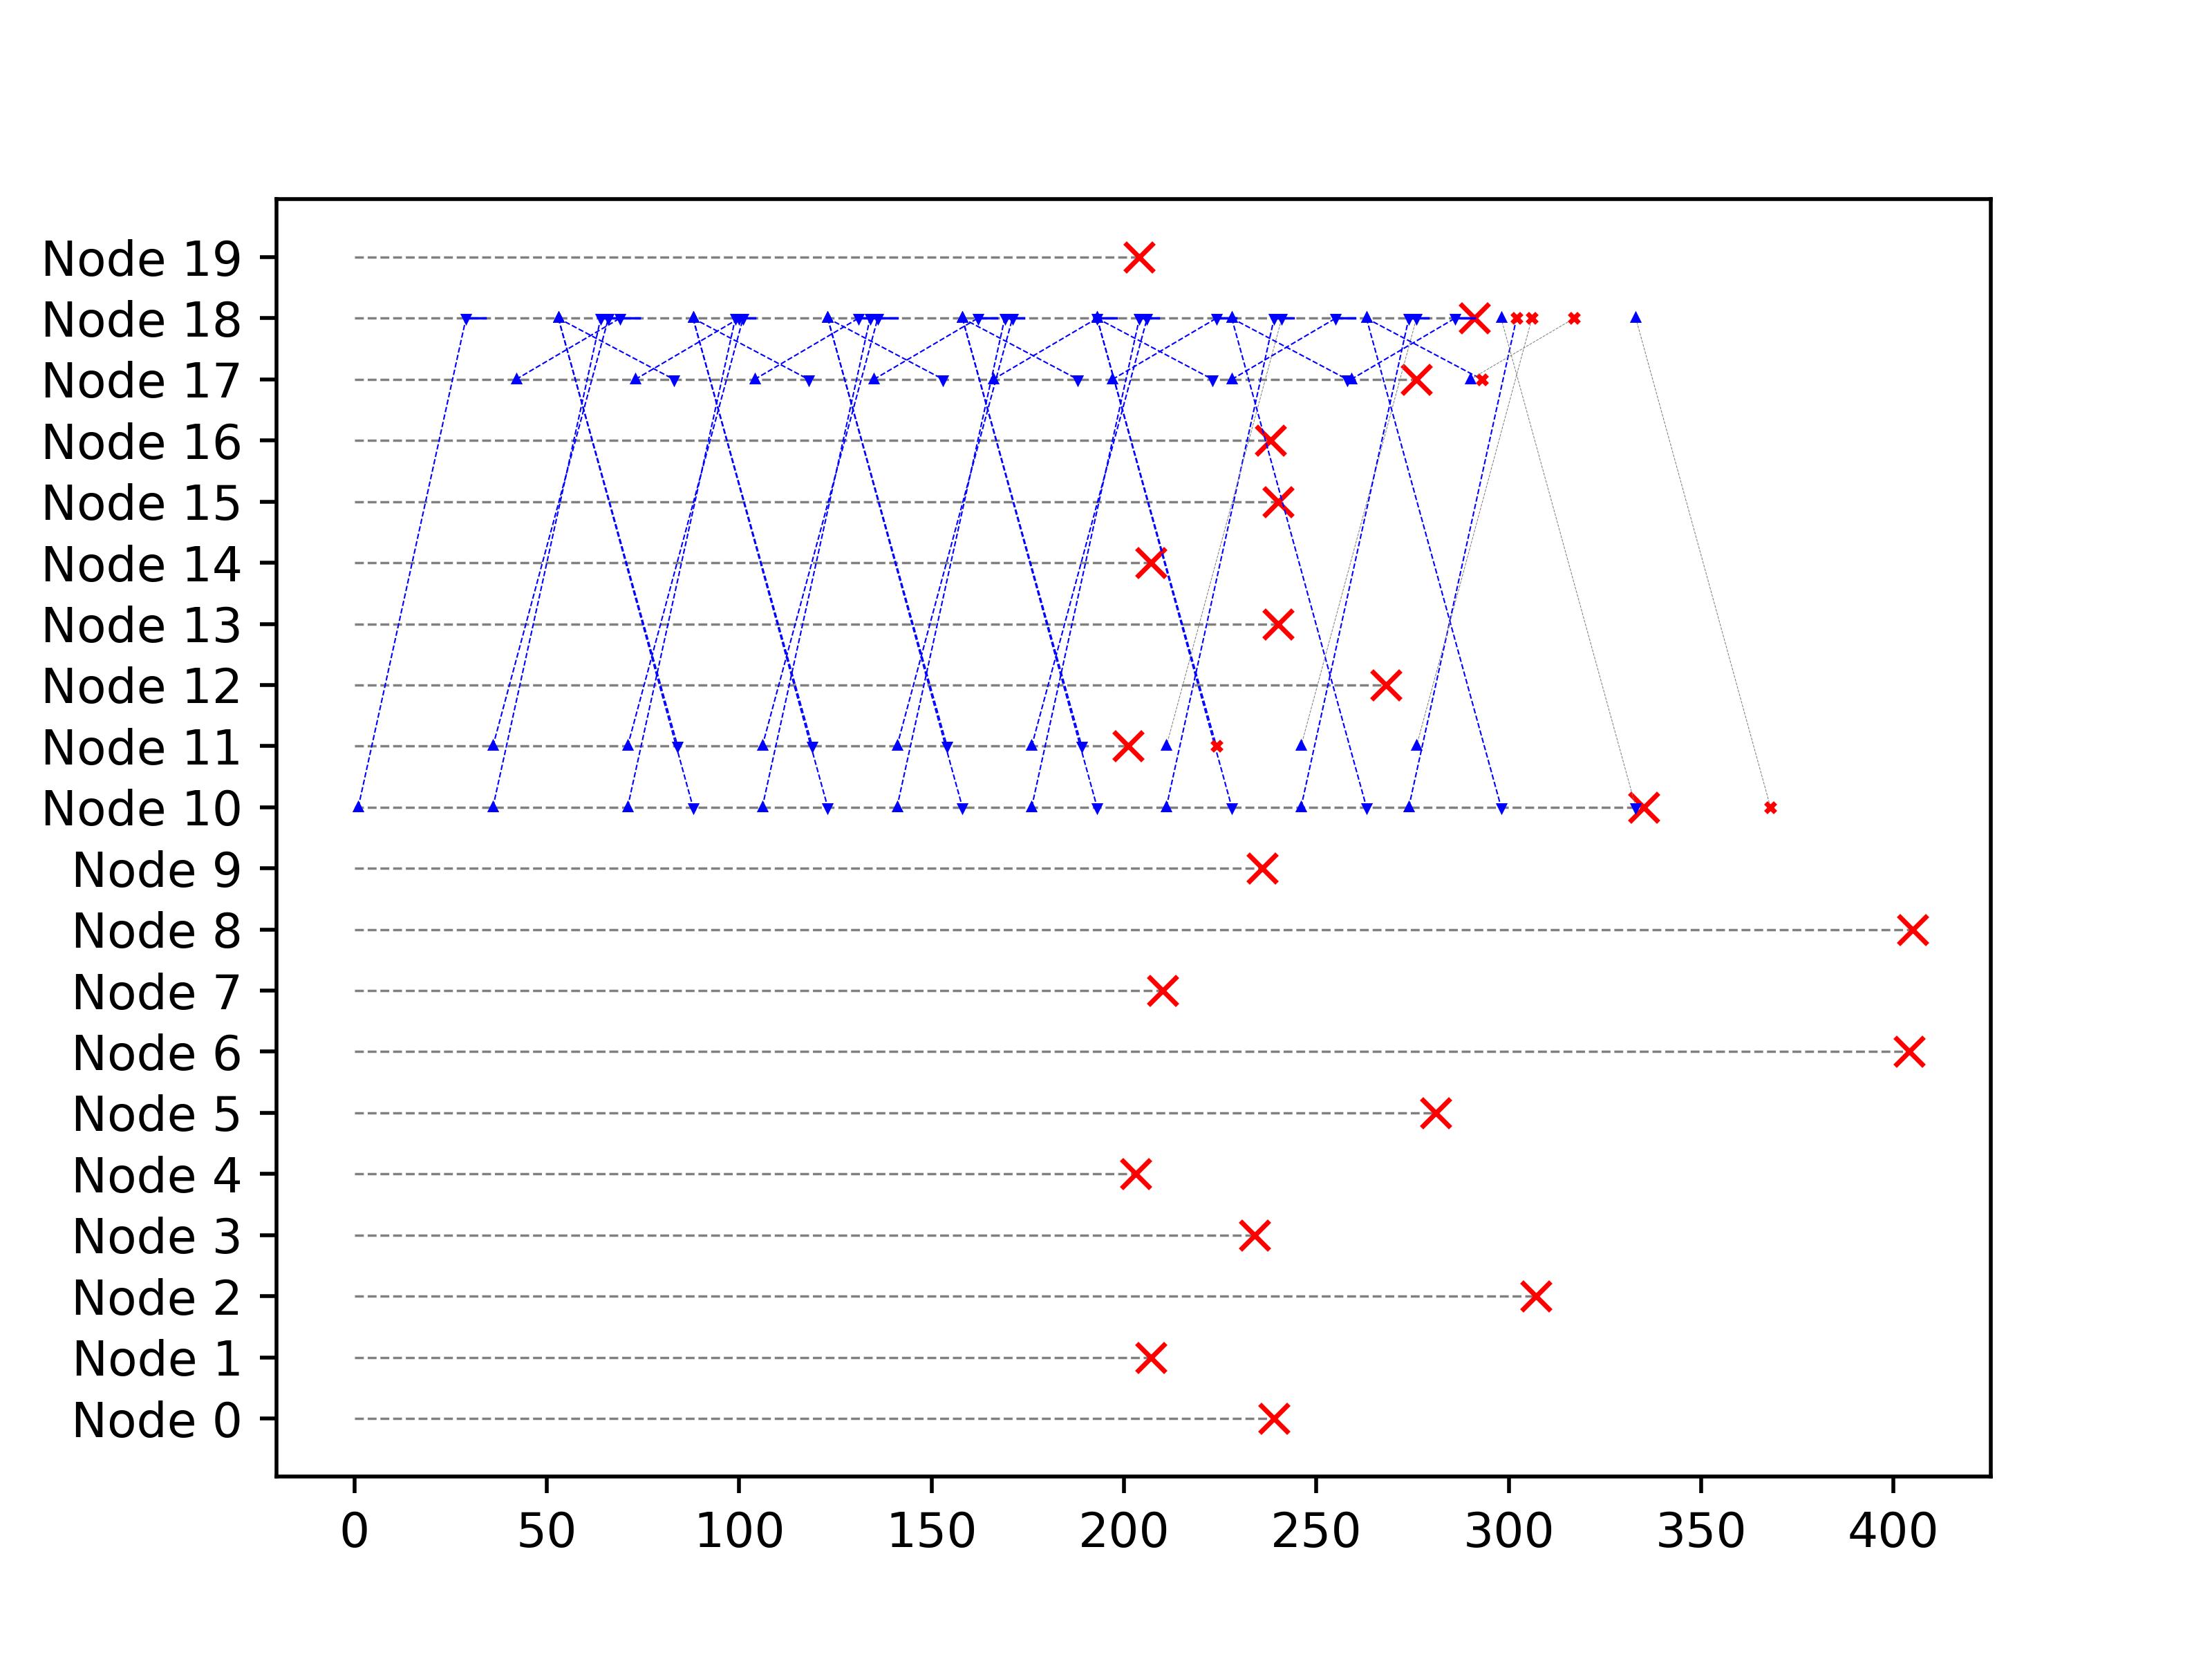 Node 19
Node 18
Node 17
Node 16
Node 15
Node 14
Node 13
Node 12
Node 11
Node 10
Node 9
Node 8
Node 7
Node 6
Node 5
Node 4
Node 3
Node 2
Node 1
Node 0
0 50 100 150 200 250 300 350 400